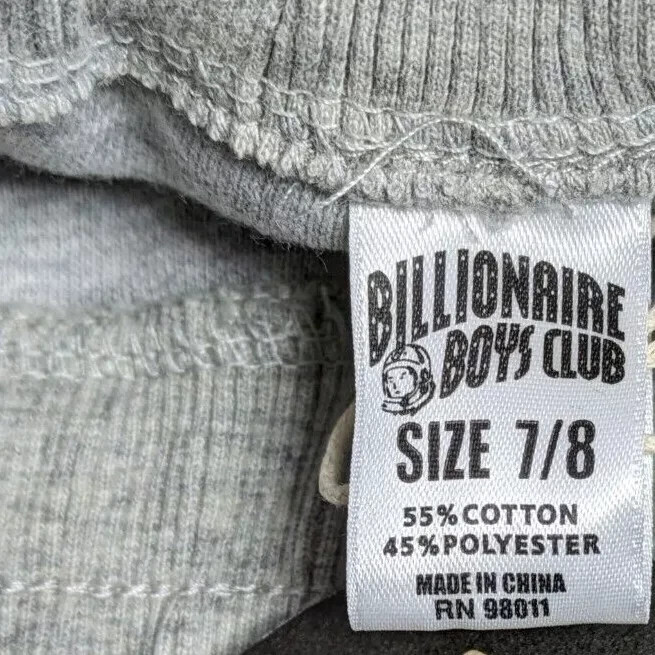 BILLIONAIRE
BOYS CLUB
SIZE 7/8
55% COTTON
45% POLYESTER
MADE IN CHINA
RN 98011